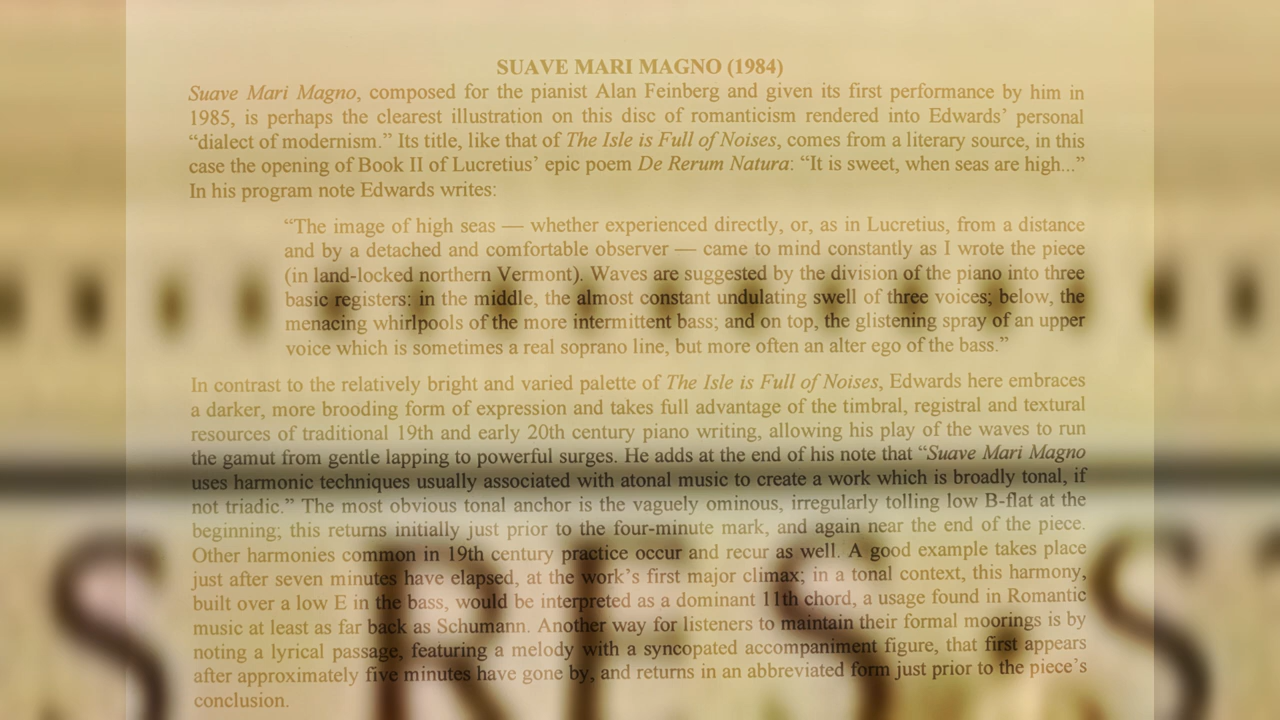 SUAVE MARI MAGNO (1984)
Suave Mari Magno, composed for the pianist Alan Feinberg and given its first performance by him in
1985, is perhaps the clearest illustration on this disc of romanticism rendered into Edwards' personal
“dialect of modernism.” Its title, like that of The Isle is Full of Noises, comes from a literary source, in this
case the opening of Book II of Lucretius' epic poem De Rerum Natura: “It is sweet, when seas are high...”
In his program note Edwards writes:
“The image of high seas — whether experienced directly, or, as in Lucretius, from a distance
and by a detached and comfortable observer — came to mind constantly as I wrote the piece
(in land-locked northern Vermont). Waves are suggested by the division of the piano into three
basic registers: in the middle, the almost constant undulating swell of three voices; below, the
menacing whirlpools of the more intermittent bass; and on top, the glistening spray of an upper
voice which is sometimes a real soprano line, but more often an alter ego of the bass.”
In contrast to the relatively bright and varied palette of The Isle is Full of Noises, Edwards here embraces
a darker, more brooding form of expression and takes full advantage of the timbral, registral and textural
resources of traditional 19th and early 20th century piano writing, allowing his play of the waves to run
the gamut from gentle lapping to powerful surges. He adds at the end of his note that “Suave Mari Magno
uses harmonic techniques usually associated with atonal music to create a work which is broadly tonal, if
not triadic.” The most obvious tonal anchor is the vaguely ominous, irregularly tolling low B-flat at the
beginning; this returns initially just prior to the four-minute mark, and again near the end of the piece.
Other harmonies common in 19th century practice occur and recur as well. A good example takes place
just after seven minutes have elapsed, at the work's first major climax; in a tonal context, this harmony,
built over a low E in the bass, would be interpreted as a dominant 11th chord, a usage found in Romantic
music at least as far back as Schumann. Another way for listeners to maintain their formal moorings is by
noting a lyrical passage, featuring a melody with a syncopated accompaniment figure, that first appears
after approximately five minutes have gone by, and returns in an abbreviated form just prior to the piece's
conclusion.